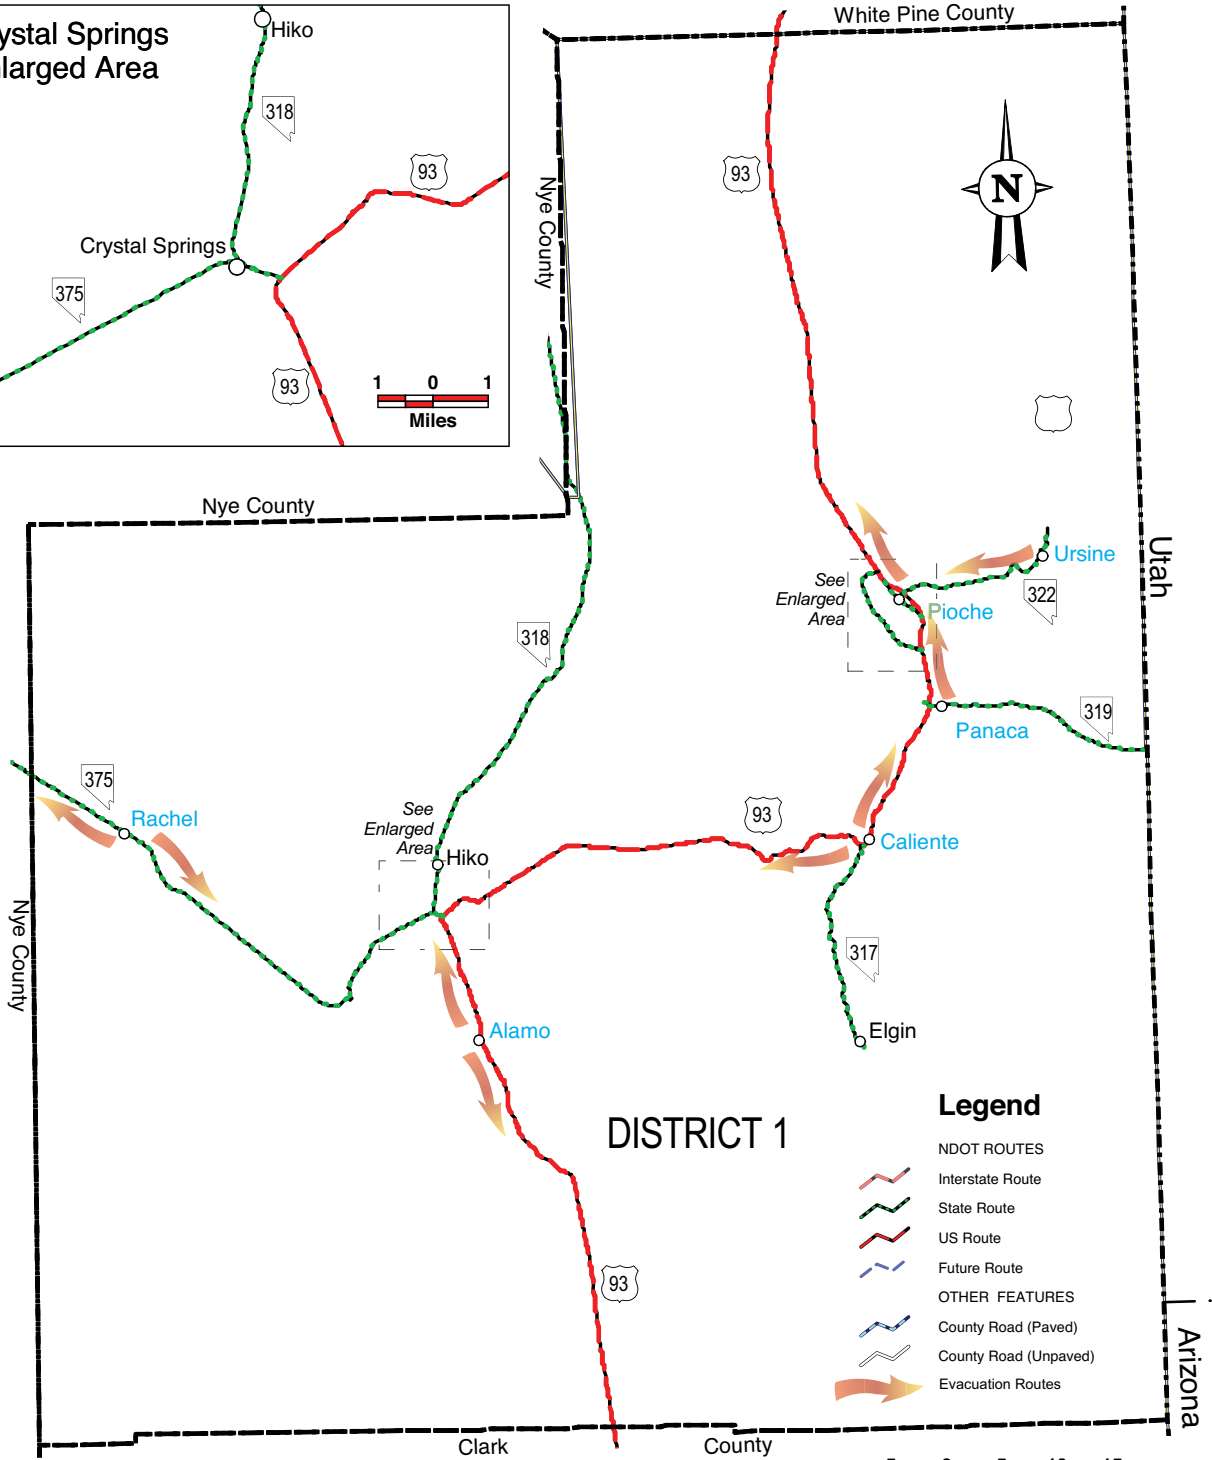 ystal Springs
nlarged Area
Hiko
318
93
Crystal Springs
375
93
1 0 1
Miles
White Pine County
Nye County
93
N
Nye County
See
Enlarged
Area
Ursine
322
Pioche
Utah
318
319
Panaca
375
Rachel
See
Enlarged
Area
Hiko
93
Caliente
Nye County
317
Elgin
Alamo
DISTRICT 1
93
Legend
NDOT ROUTES
Interstate Route
State Route
US Route
Future Route
OTHER FEATURES
County Road (Paved)
County Road (Unpaved)
Evacuation Routes
Arizona
Clark County